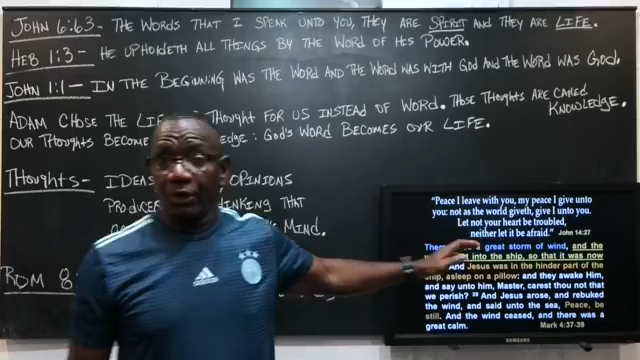 JOHN 6:63- THE WORDS THAT I SPEAK UNTO YOU, THEY ARE SPIRIT AND THEY ARE LIFE.
HEB 1:3- HE UPHOLDETH ALL THINGS BY THE WORD OF HIS POWER.
JOHN 1:1- IN THE BEGINNING WAS THE WORD AND THE WORD WAS WITH GOD AND THE WORD WAS GOD.
ADAM CHOSE THE THOUGHT FOR US INSTEAD OF WORD. THOSE THOUGHTS ARE CALLED
KNOWLEDGE.
OUR THOUGHTS BECOME : GOD'S WORD BECOMES OUR LIFE.
THOUGHTS- IDEAS OPINIONS
THINKING THAT
MIND.
ROM 8:
"Peace I leave with you, my peace I give unto
you: not as the world giveth, give I unto you.
Let not your heart be troubled,
neither let it be afraid." John 14:27
great storm of wind, and the
into the ship, so that it was now
And Jesus was in the hinder part of the
ship, asleep on a pillow: and they awake Him,
and say unto him, Master, carest thou not that
we perish? 39 And Jesus arose, and rebuked
the wind, and said unto the sea, Peace, be
still. And the wind ceased, and there was a
great calm. Mark 4:37-39
SAMSUNG
adidas